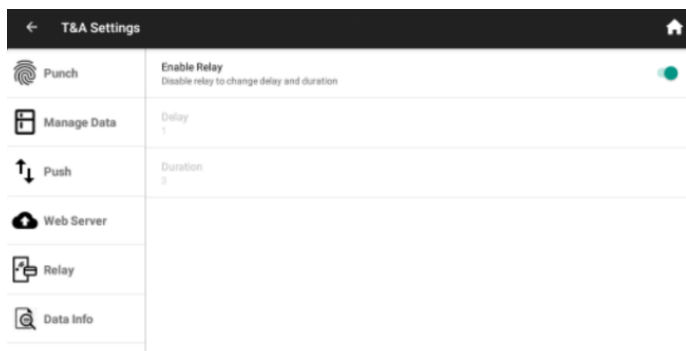 T&A Settings
Punch
Manage Data
Push
Web Server
Relay
Data Info
Enable Relay
Disable relay to change delay and duration
Delay
1
Duration
3